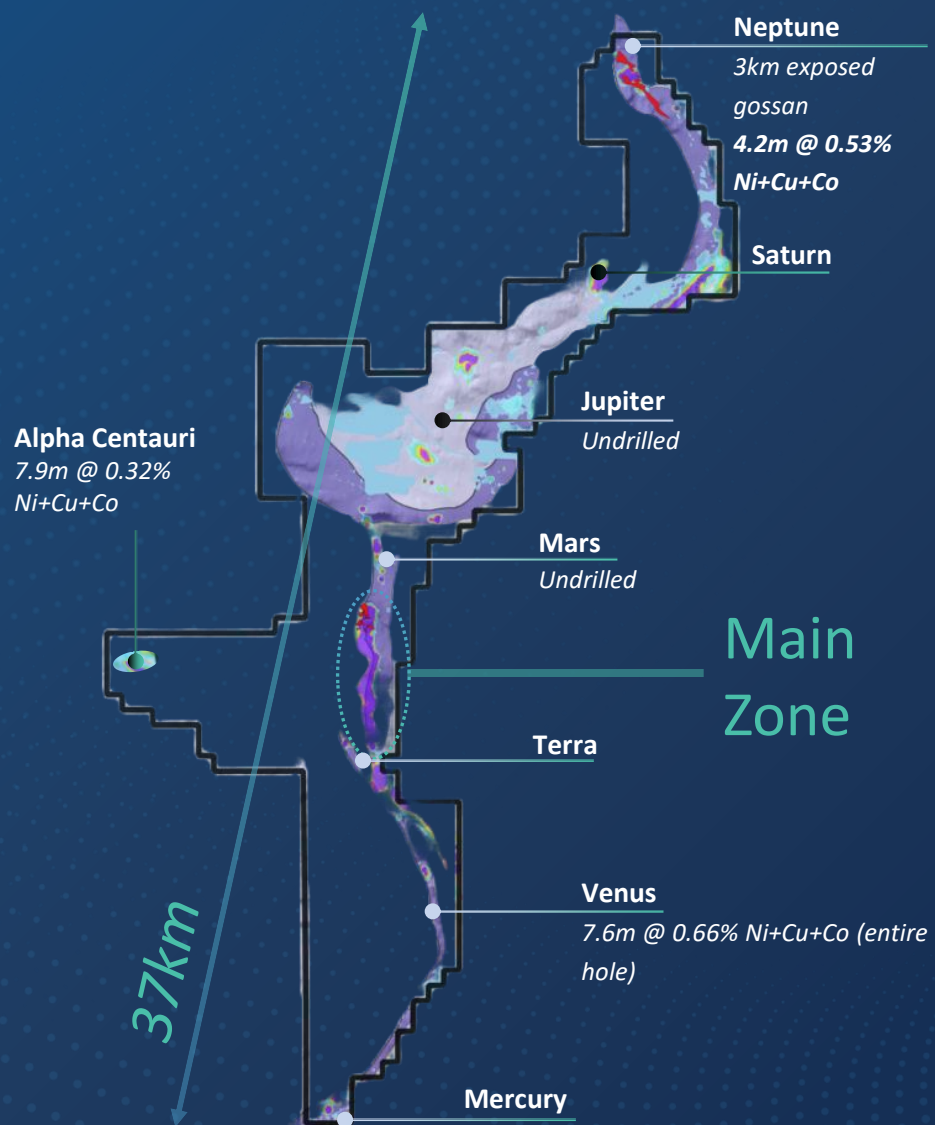 Neptune
3km exposed
gossan
4.2m @ 0.53%
Ni+Cu+Co
Saturn
Jupiter
Undrilled
Alpha Centauri
7.9m @ 0.32%
Ni+Cu+Co
Mars
Undrilled
Main
Zone
Terra
Venus
7.6m @ 0.66% Ni+Cu+Co (entire
hole)
37km
Mercury